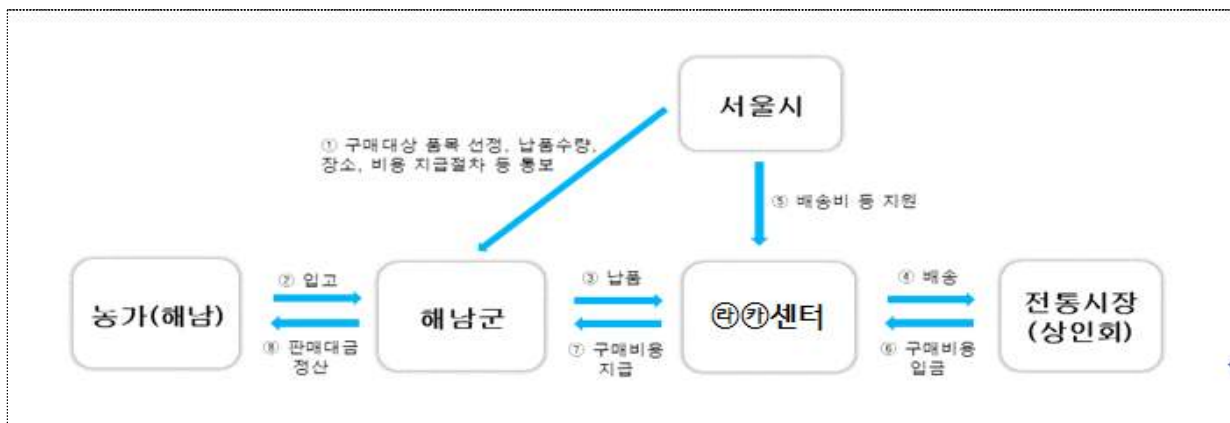 서울시
① 구매대상 품목 선정, 납품수량,
장소, 비용 지급절차 등 통보
⑤ 배송비 등 지원
② 입고
③ 납품
④ 배송
농가(해남)
해남군
㉱㉸센터
전통시장
(상인회)
⑧ 판매대금
정산
⑦ 구매비용
지급
⑥ 구매비용
입금